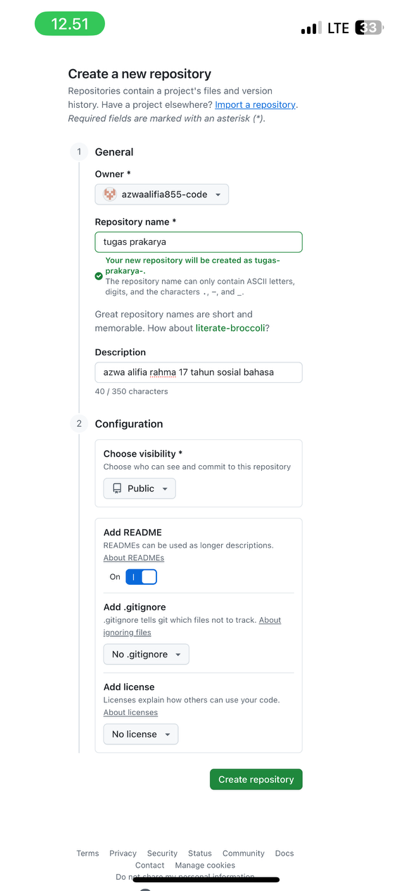 12.51
LTE 33
Create a new repository
Repositories contain a project's files and version
history. Have a project elsewhere? Import a repository.
Required fields are marked with an asterisk (*).
1 General
Owner *
azwaalifia855-code
Repository name *
tugas prakarya
Your new repository will be created as tugas-
prakarya-.
The repository name can only contain ASCII letters,
digits, and the characters ., -, and _.
Great repository names are short and
memorable. How about literate-broccoli?
Description
azwa alifia rahma 17 tahun sosial bahasa
40 / 350 characters
2 Configuration
Choose visibility *
Choose who can see and commit to this repository
Public
Add README
READMEs can be used as longer descriptions.
About READMEs
On
Add .gitignore
.gitignore tells git which files not to track. About
ignoring files
No .gitignore
Add license
Licenses explain how others can use your code.
About licenses
No license
Create repository
Terms Privacy Security Status Community Docs
Contact Manage cookies
Do not share my personal information